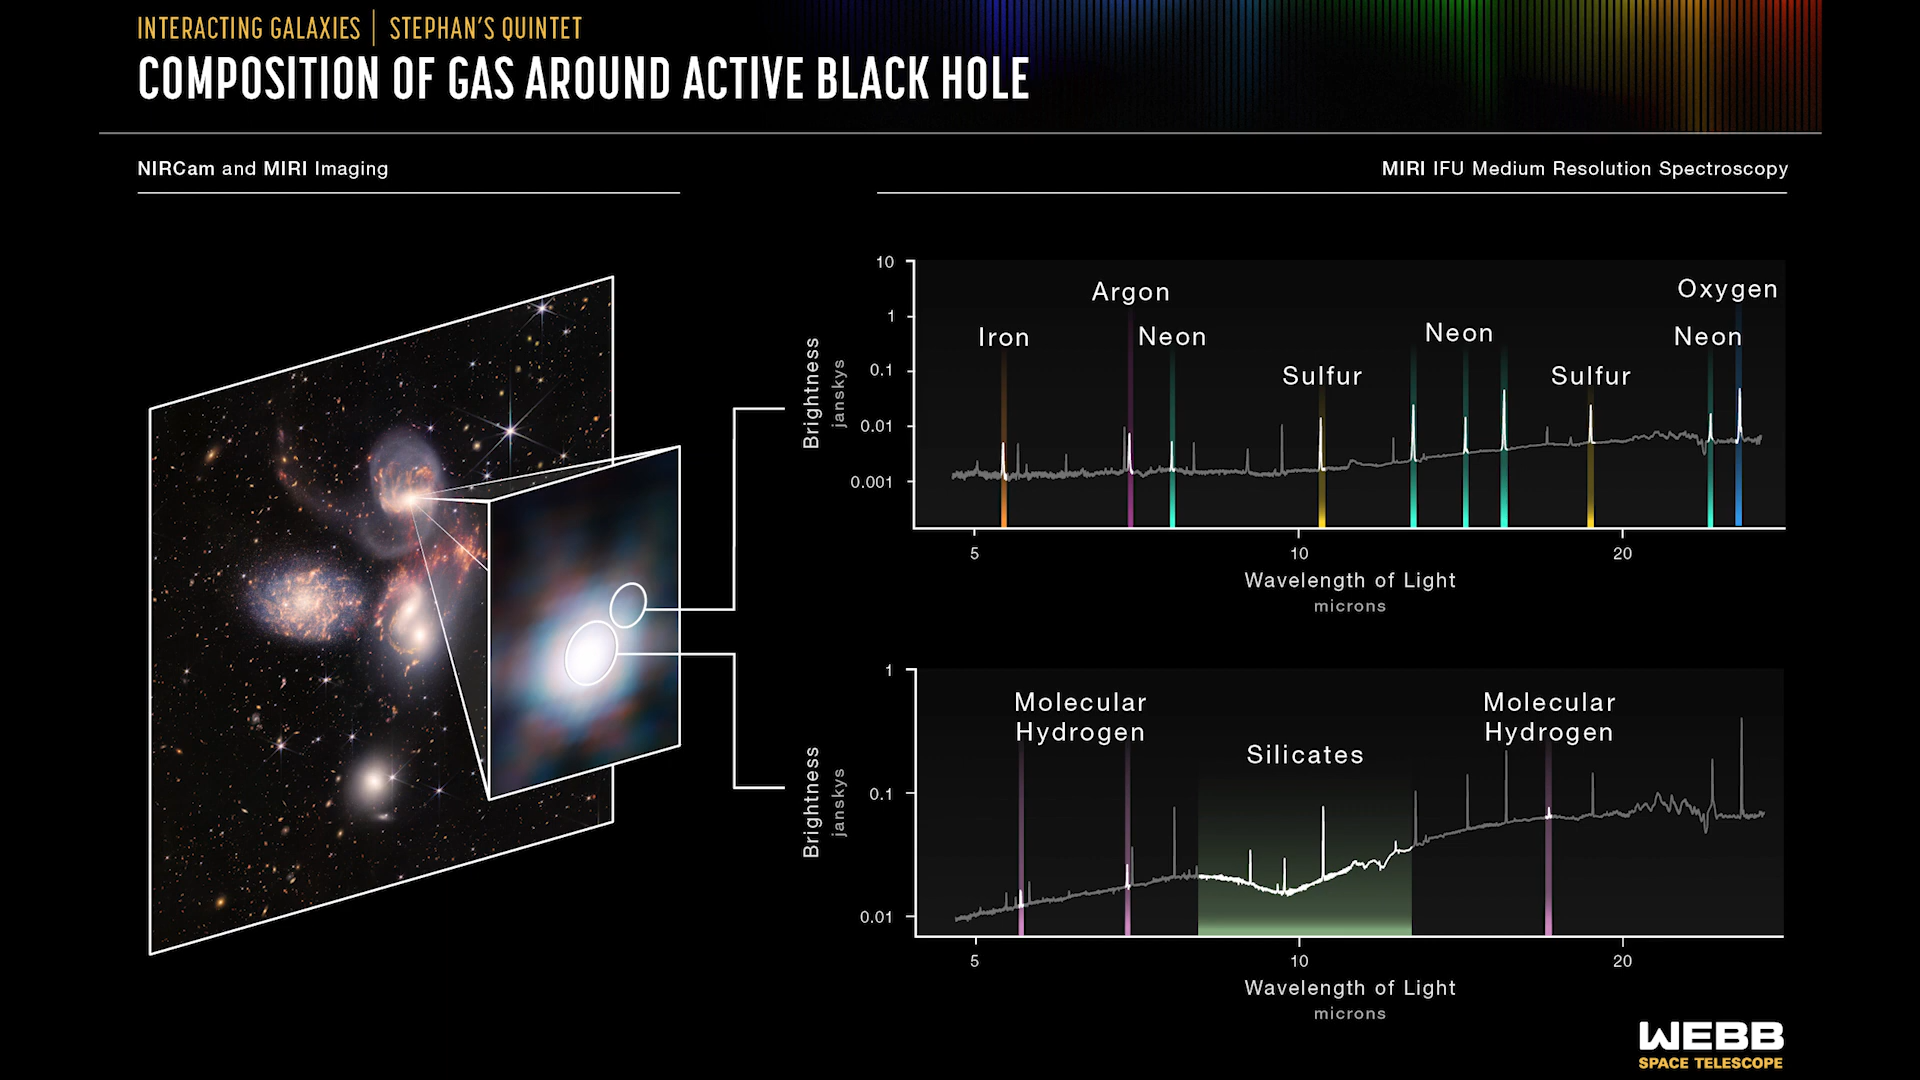 INTERACTING GALAXIES | STEPHAN'S QUINTET
COMPOSITION OF GAS AROUND ACTIVE BLACK HOLE
NIRCam and MIRI Imaging
MIRI IFU Medium Resolution Spectroscopy
Brightness
janskys
10
1
0.1
0.01
0.001
Iron
Argon
Neon
Sulfur
Neon
Sulfur
Neon
Oxygen
5
10
20
Wavelength of Light
microns
Brightness
janskys
1
0.1
0.01
Molecular
Hydrogen
Silicates
Molecular
Hydrogen
5
10
20
Wavelength of Light
microns
WEBB
SPACE TELESCOPE